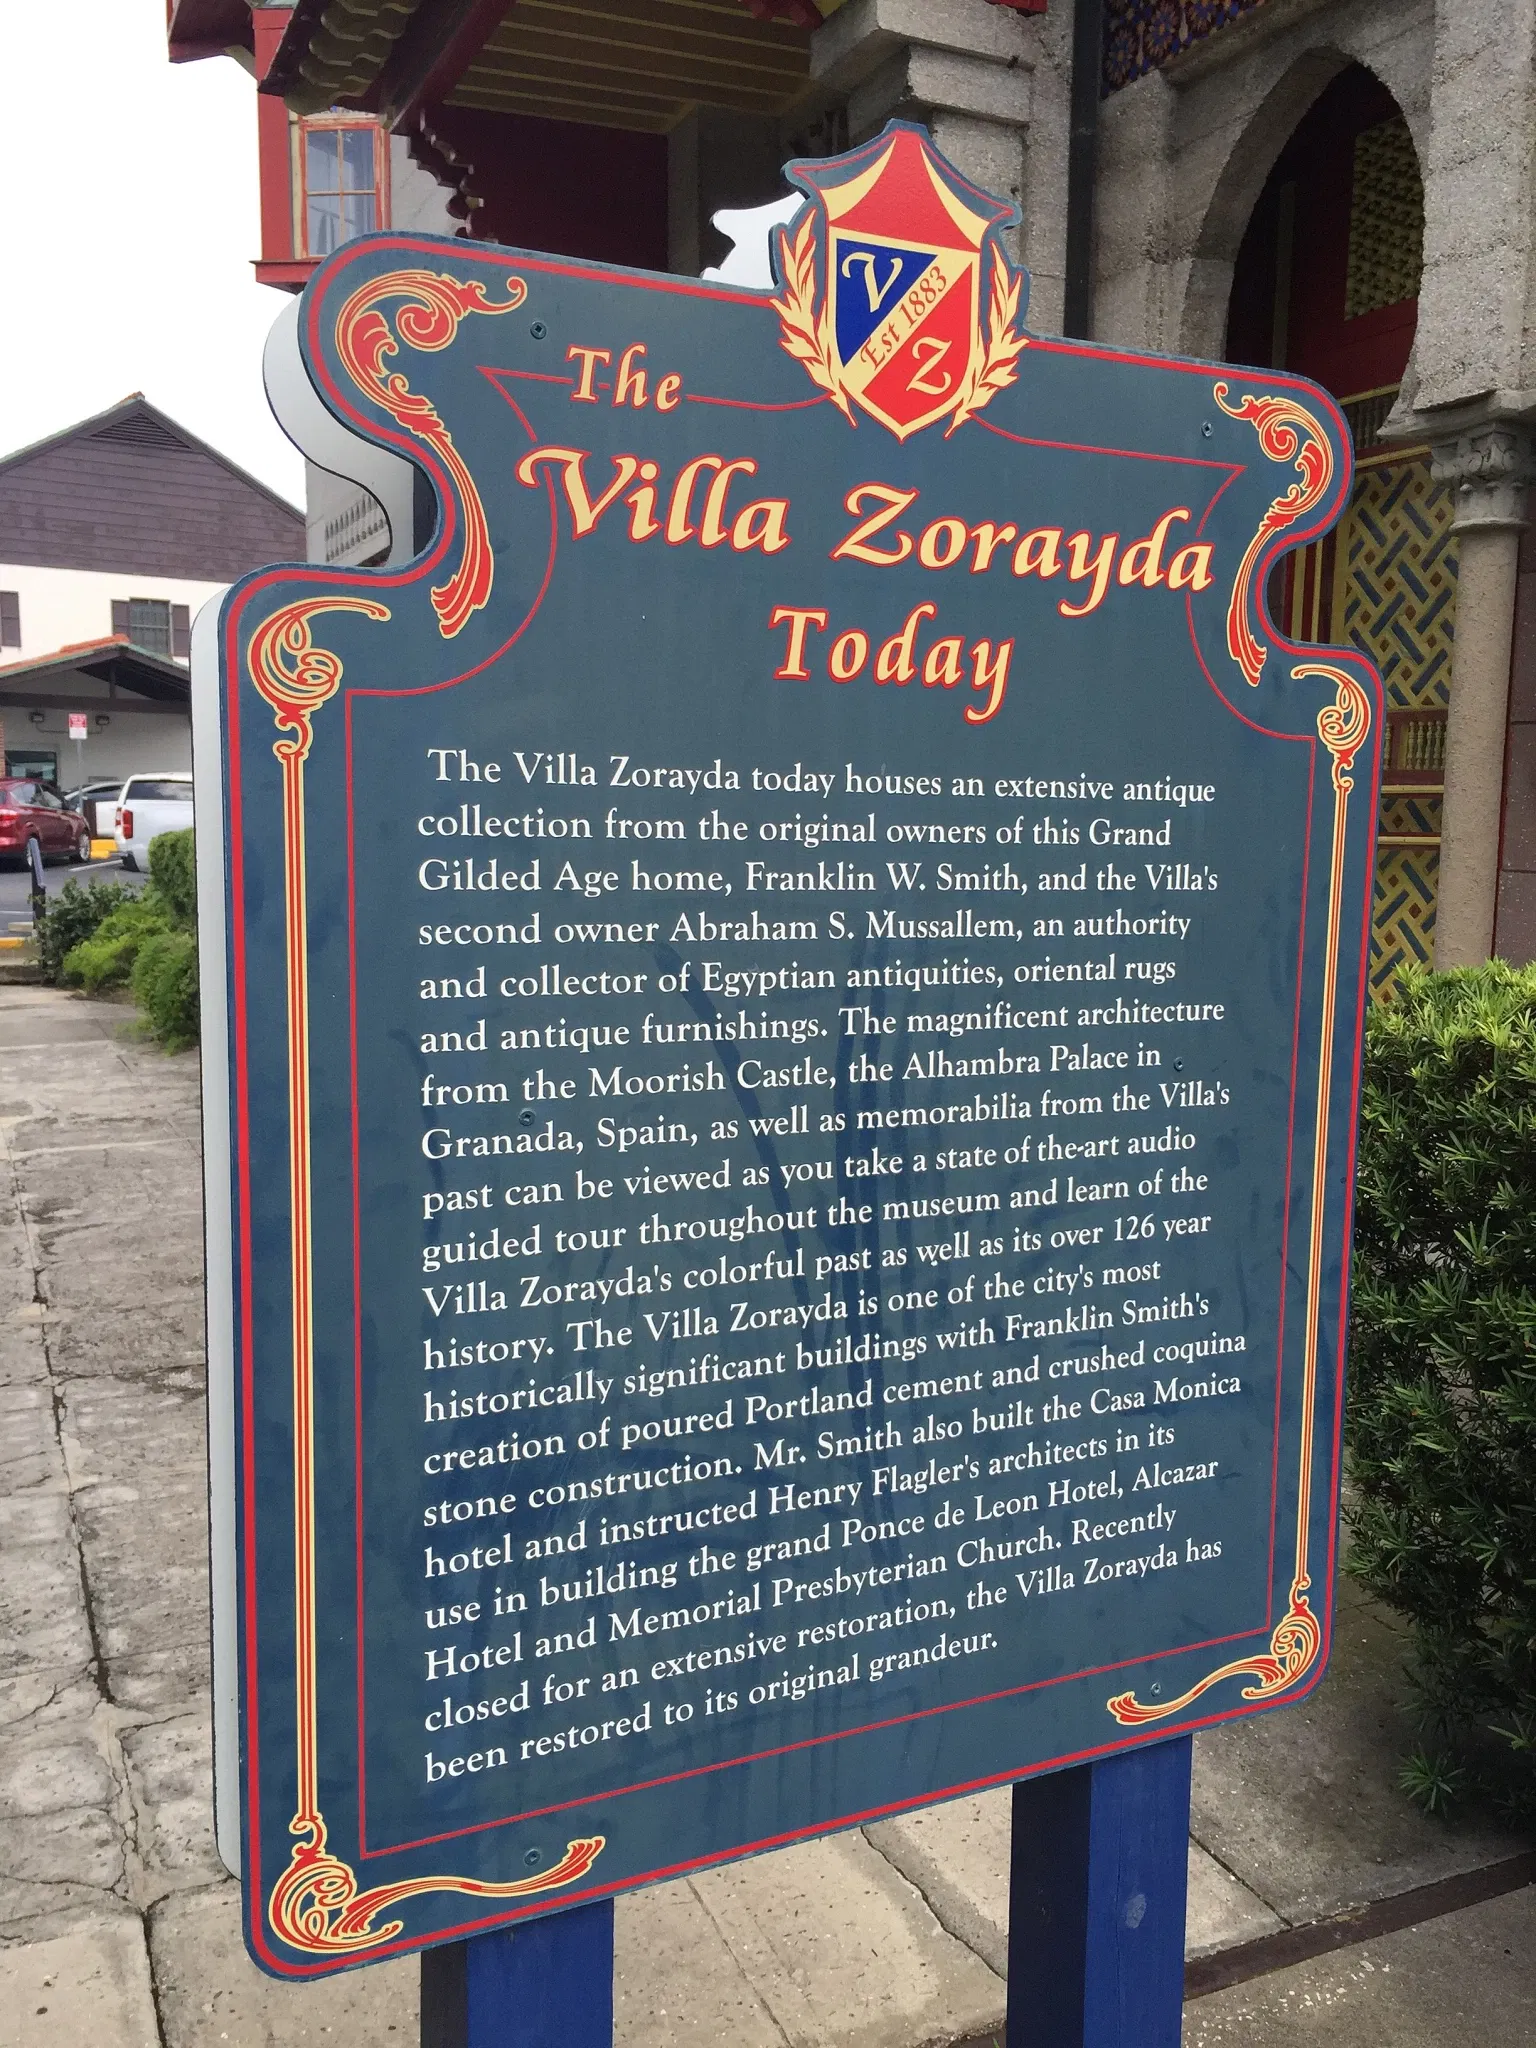 V
Est 1883
Z
The
Villa Zorayda
Today
The Villa Zorayda today houses an extensive antique
collection from the original owners of this Grand
Gilded Age home, Franklin W. Smith, and the Villa's
second owner Abraham S. Mussallem, an authority
and collector of Egyptian antiquities, oriental rugs
and antique furnishings. The magnificent architecture
from the Moorish Castle, the Alhambra Palace in
Granada, Spain, as well as memorabilia from the Villa's
past can be viewed as you take a state of the-art audio
guided tour throughout the museum and learn of the
Villa Zorayda's colorful past as well as its over 126 year
history. The Villa Zorayda is one of the city's most
historically significant buildings with Franklin Smith's
creation of poured Portland cement and crushed coquina
stone construction. Mr. Smith also built the Casa Monica
hotel and instructed Henry Flagler's architects in its
use in building the grand Ponce de Leon Hotel, Alcazar
Hotel and Memorial Presbyterian Church. Recently
closed for an extensive restoration, the Villa Zorayda has
been restored to its original grandeur.